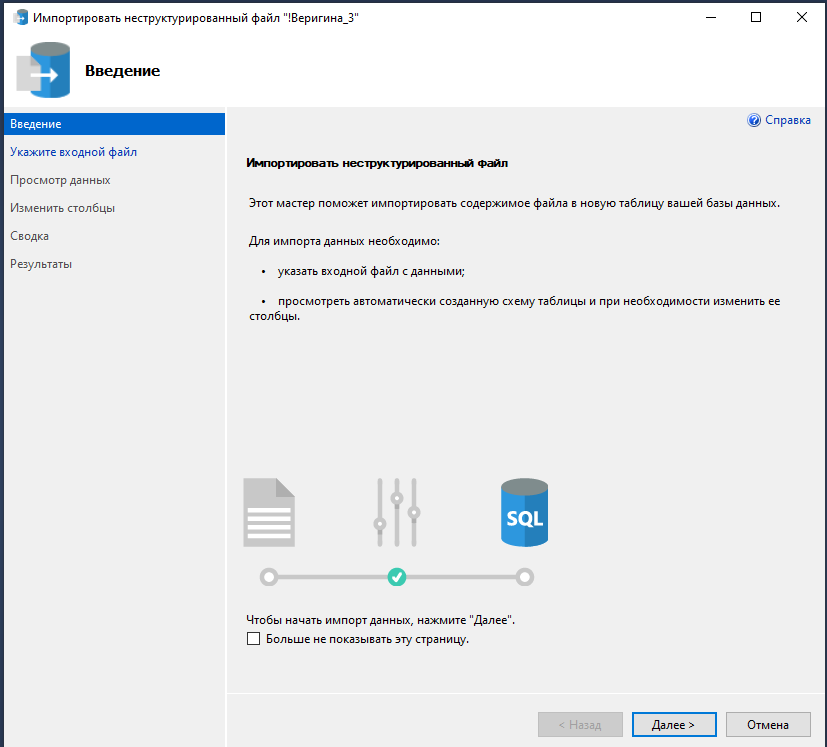 Импортировать неструктурированный файл "!Веригина_3"
Введение
Введение
Укажите входной файл
Просмотр данных
Изменить столбцы
Сводка
Результаты
Справка
Импортировать неструктурированный файл
Этот мастер поможет импортировать содержимое файла в новую таблицу вашей базы данных.
Для импорта данных необходимо:
• указать входной файл с данными;
• просмотреть автоматически созданную схему таблицы и при необходимости изменить ее
столбцы.
SQL
Чтобы начать импорт данных, нажмите "Далее".
Больше не показывать эту страницу.
< Назад
Далее >
Отмена